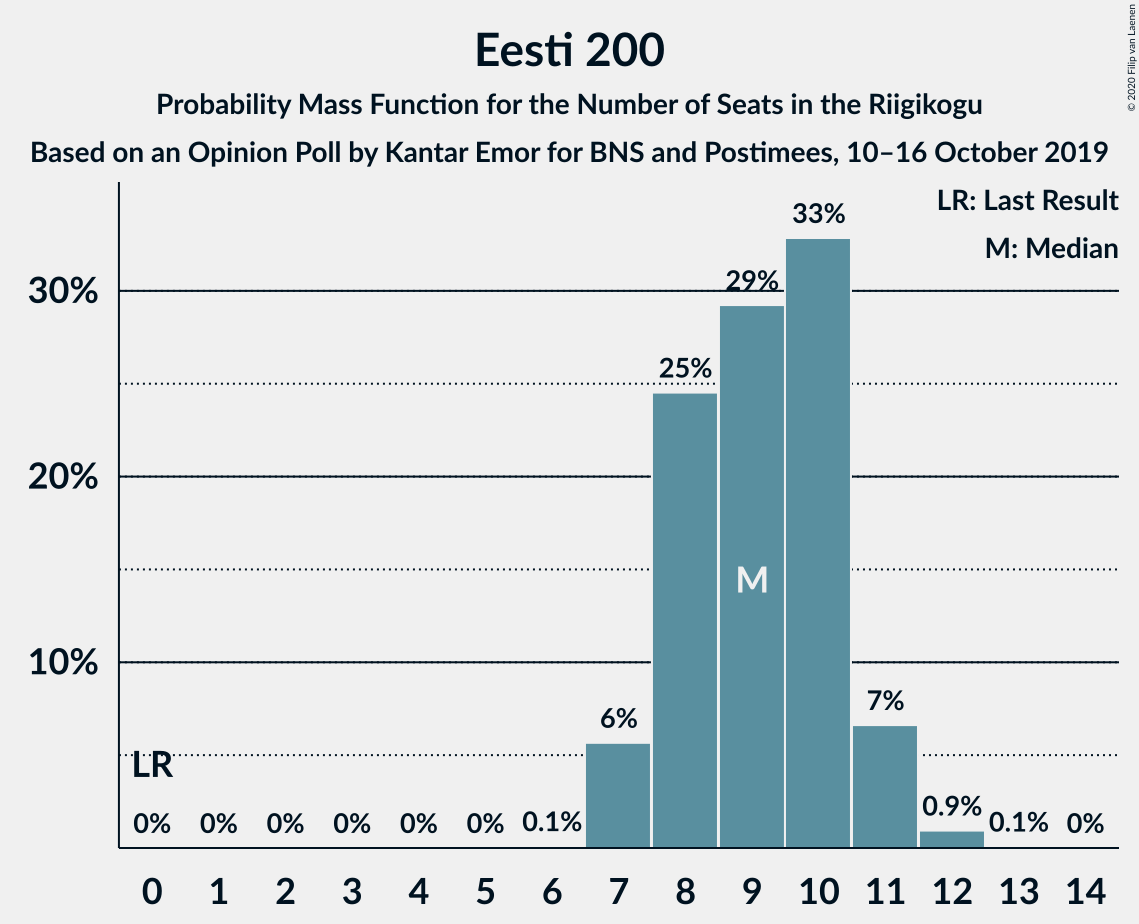 Eesti 200
Probability Mass Function for the Number of Seats in the Riigikogu
Based on an Opinion Poll by Kantar Emor for BNS and Postimees, 10–16 October 2019
© 2020 Filip van Laenen
LR: Last Result
M: Median
30%
20%
10%
LR
M
0% 0% 0% 0% 0% 0% 0.1% 6% 25% 29% 33% 7% 0.9% 0.1% 0%
0 1 2 3 4 5 6 7 8 9 10 11 12 13 14